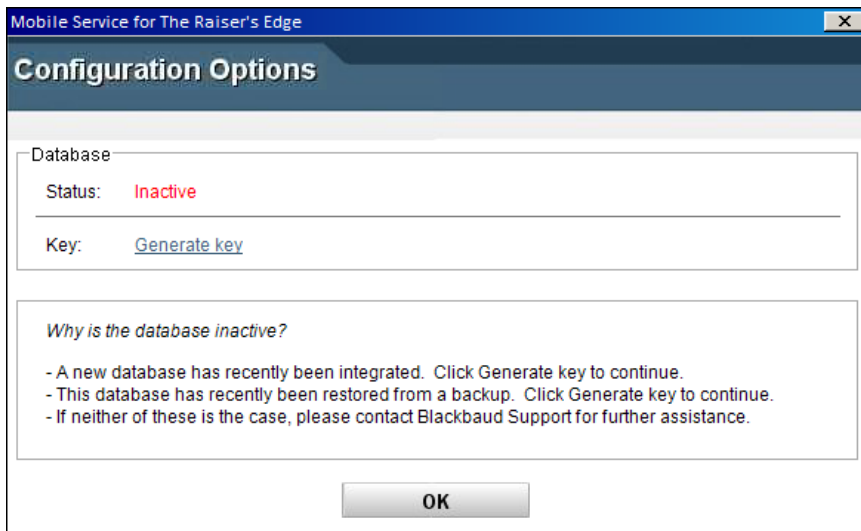 Mobile Service for The Raiser's Edge
Configuration Options
Database
Status: Inactive
Key: Generate key
Why is the database inactive?
- A new database has recently been integrated. Click Generate key to continue.
- This database has recently been restored from a backup. Click Generate key to continue.
- If neither of these is the case, please contact Blackbaud Support for further assistance.
OK